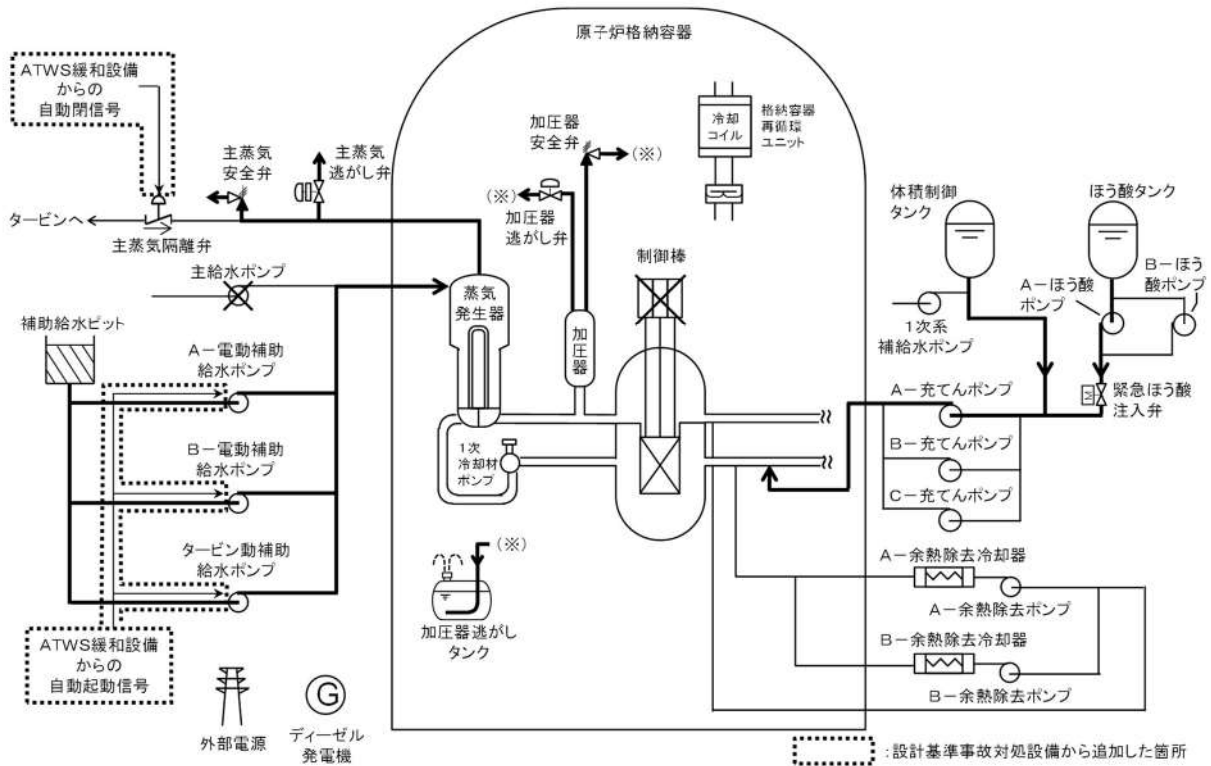 原子炉格納容器
ATWS緩和設備
からの
自動閉信号
主蒸気
安全弁
主蒸気
逃がし弁
タービンへ
主蒸気隔離弁
主給水ポンプ
補助給水ピット
A-電動補助
給水ポンプ
B-電動補助
給水ポンプ
タービン動補助
給水ポンプ
ATWS緩和設備
からの
自動起動信号
外部電源
G
ディーゼル
発電機
加圧器
安全弁
(※)
(※)
加圧器
逃がし弁
冷却
コイル
格納容器
再循環
ユニット
制御棒
蒸気
発生器
加圧器
1次
冷却材
ポンプ
(※)
加圧器逃がし
タンク
体積制御
タンク
ほう酸タンク
B-ほう
酸ポンプ
A-ほう酸
ポンプ
1次系
補給水ポンプ
緊急ほう酸
注入弁
M
A-充てんポンプ
B-充てんポンプ
C-充てんポンプ
A-余熱除去冷却器
A-余熱除去ポンプ
B-余熱除去冷却器
B-余熱除去ポンプ
:設計基準事故対処設備から追加した箇所